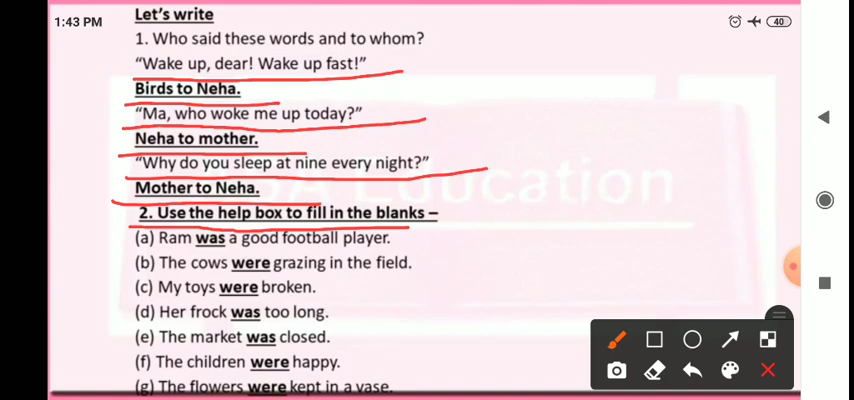 1:43 PM
40
Let's write
1. Who said these words and to whom?
“Wake up, dear! Wake up fast!”
Birds to Neha.
“Ma, who woke me up today?”
Neha to mother.
“Why do you sleep at nine every night?”
Mother to Neha.
2. Use the help box to fill in the blanks –
(a) Ram was a good football player.
(b) The cows were grazing in the field.
(c) My toys were broken.
(d) Her frock was too long.
(e) The market was closed.
(f) The children were happy.
(g) The flowers were kept in a vase.
Education